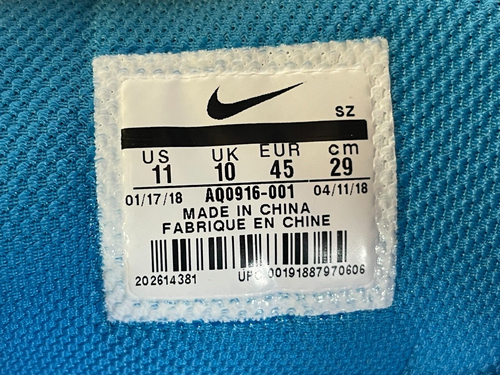 SZ
US UK EUR cm
11 10 45 29
01/17/18 AQ0916-001 04/11/18
MADE IN CHINA
FABRIQUE EN CHINE
202614381 UPC 00191887970606